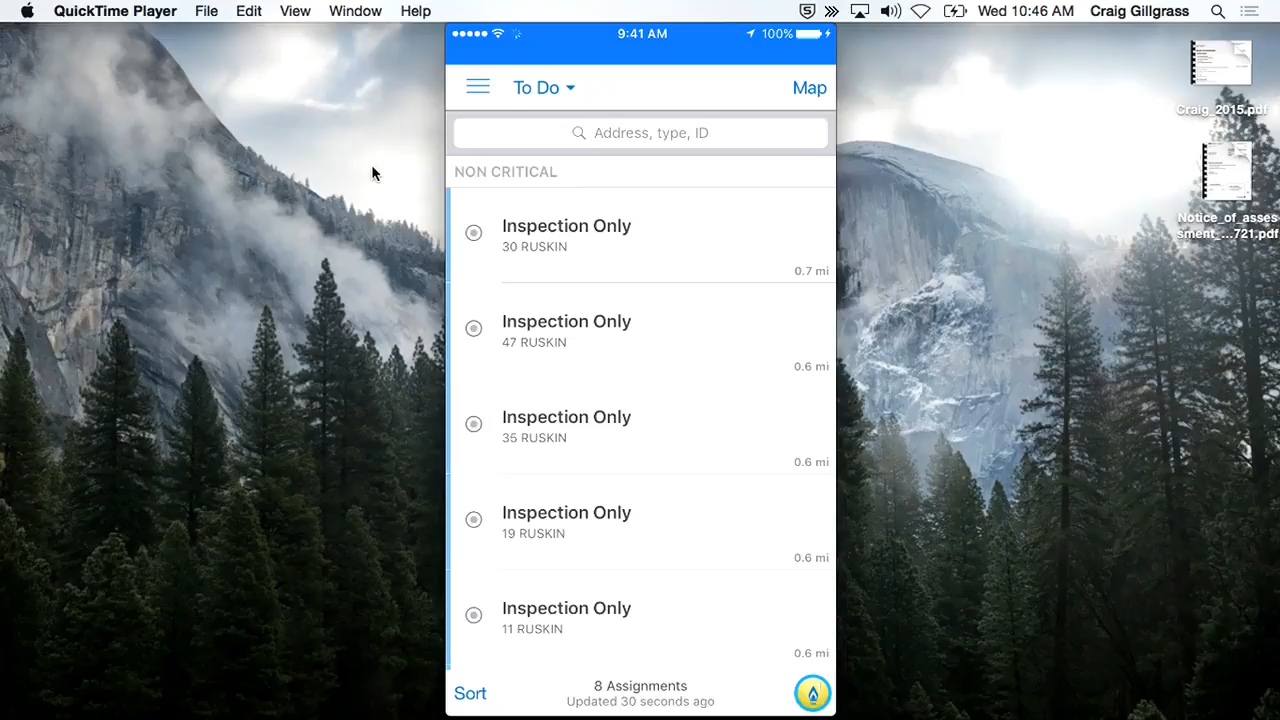 QuickTime Player File Edit View Window Help Wed 10:46 AM Craig Gillgrass
9:41 AM 100%
To Do Map
Address, type, ID
NON CRITICAL
Inspection Only
30 RUSKIN
0.7 mi
Inspection Only
47 RUSKIN
0.6 mi
Inspection Only
35 RUSKIN
0.6 mi
Inspection Only
19 RUSKIN
0.6 mi
Inspection Only
11 RUSKIN
0.6 mi
Sort
8 Assignments
Updated 30 seconds ago
Craig_2015.pdf
Notice_of_asses
sment_...721.pdf